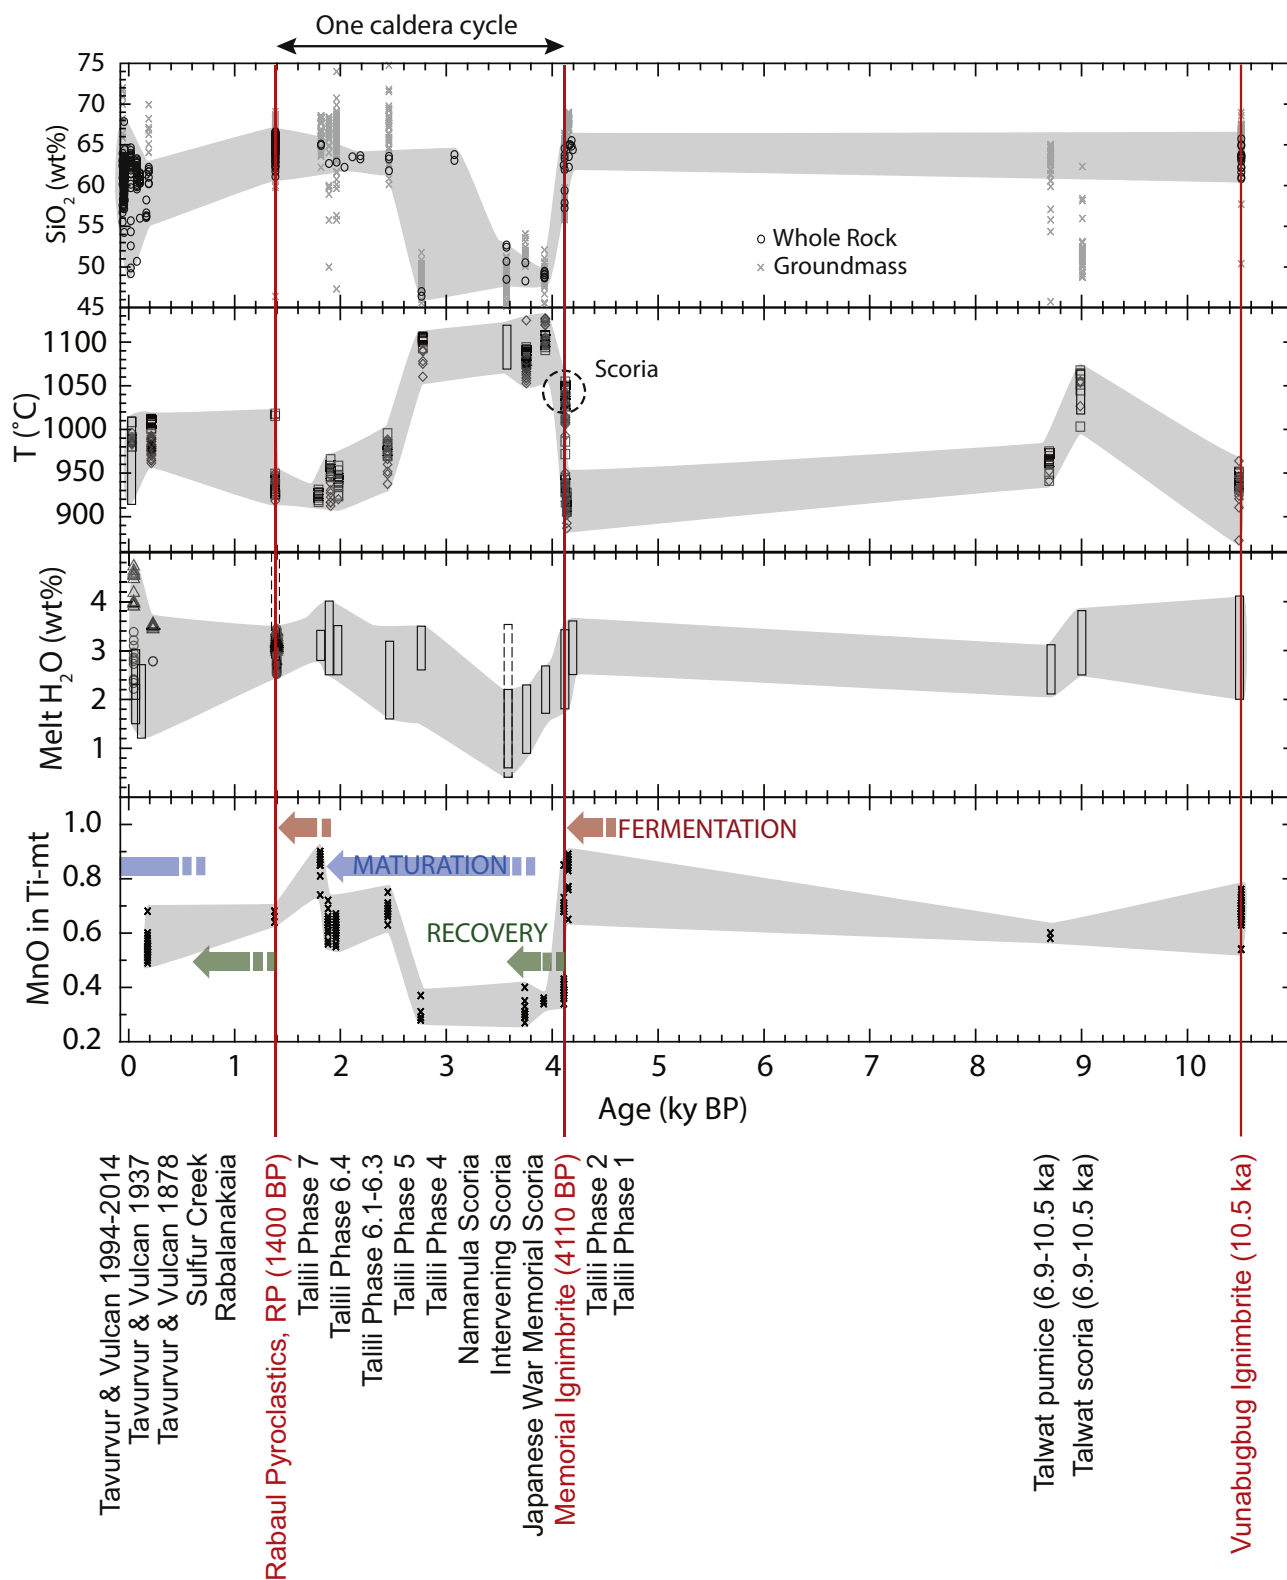 One caldera cycle
75
70
65
60
55
50
45
SiO2 (wt%)
Whole Rock
Groundmass
1100
1050
1000
950
900
T (°C)
Scoria
4
3
2
1
Melt H2O (wt%)
1.0
0.8
0.6
0.4
0.2
MnO in Ti-mt
FERMENTATION
MATURATION
RECOVERY
0 1 2 3 4 5 6 7 8 9 10
Age (ky BP)
Tavurvur & Vulcan 1994-2014
Tavurvur & Vulcan 1937
Tavurvur & Vulcan 1878
Sulfur Creek
Rabalanakaia
Rabaul Pyroclastics, RP (1400 BP)
Talili Phase 7
Talili Phase 6.4
Talili Phase 6.1-6.3
Talili Phase 5
Talili Phase 4
Namanula Scoria
Intervening Scoria
Japanese War Memorial Scoria
Memorial Ignimbrite (4110 BP)
Talili Phase 2
Talili Phase 1
Talwat pumice (6.9-10.5 ka)
Talwat scoria (6.9-10.5 ka)
Vunabugbug Ignimbrite (10.5 ka)